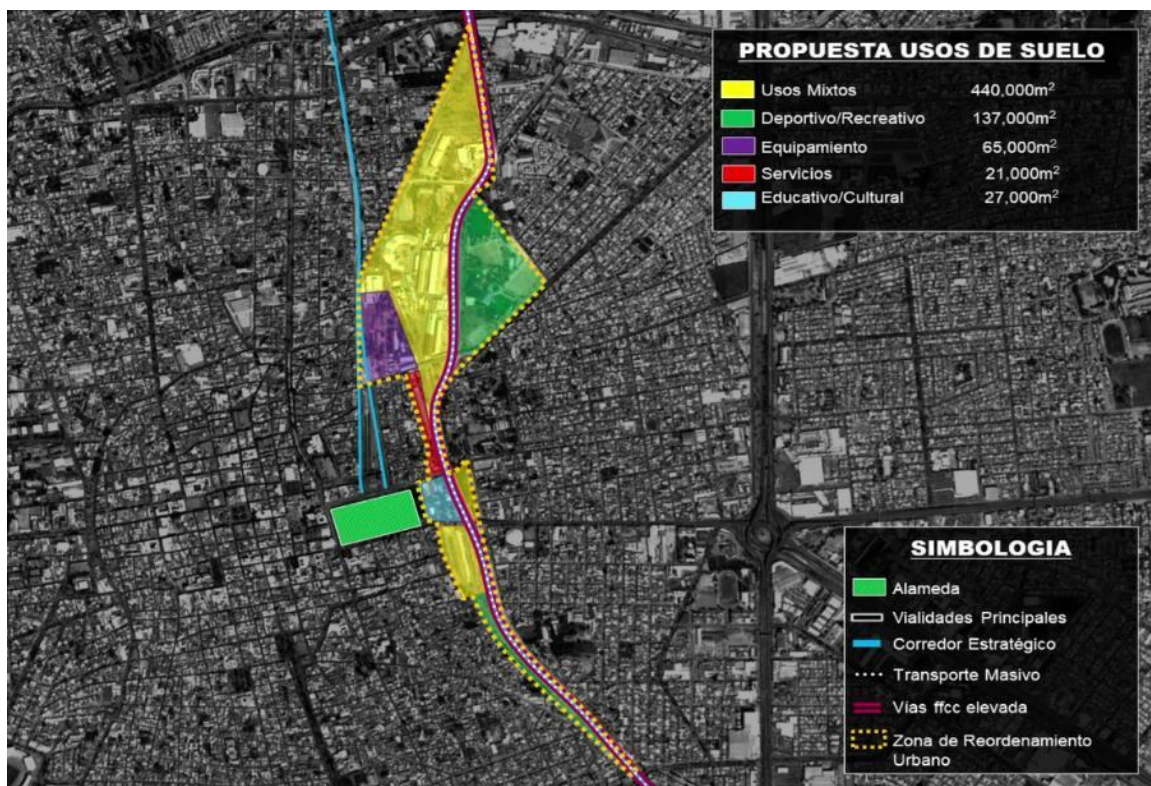 PROPUESTA USOS DE SUELO
Usos Mixtos 440,000m²
Deportivo/Recreativo 137,000m²
Equipamiento 65,000m²
Servicios 21,000m²
Educativo/Cultural 27,000m²
SIMBOLOGIA
Alameda
Vialidades Principales
Corredor Estratégico
Transporte Masivo
Vías ffcc elevada
Zona de Reordenamiento
Urbano